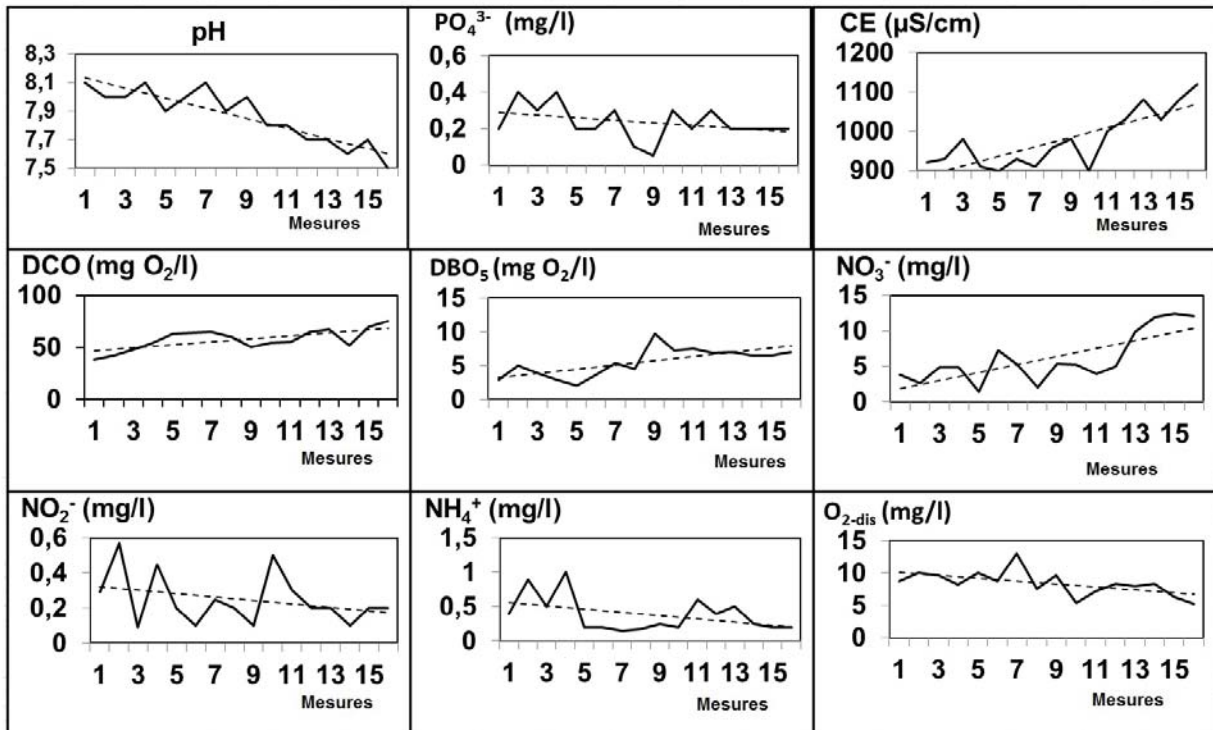 pH
8,3
8,1
7,9
7,7
7,5
1 3 5 7 9 11 13 15
Mesures
PO₄³⁻ (mg/l)
0,6
0,4
0,2
0
1 3 5 7 9 11 13 15
Mesures
CE (µS/cm)
1200
1100
1000
900
1 3 5 7 9 11 13 15
Mesures
DCO (mg O₂/l)
100
50
0
1 3 5 7 9 11 13 15
DBO₅ (mg O₂/l)
15
10
5
0
1 3 5 7 9 11 13 15
Mesures
NO₃⁻ (mg/l)
15
10
5
0
1 3 5 7 9 11 13 15
Mesures
NO₂⁻ (mg/l)
0,6
0,4
0,2
0
1 3 5 7 9 11 13 15
Mesures
NH₄⁺ (mg/l)
1,5
1
0,5
0
1 3 5 7 9 11 13 15
Mesures
O₂₋dis (mg/l)
15
10
5
0
1 3 5 7 9 11 13 15
Mesures